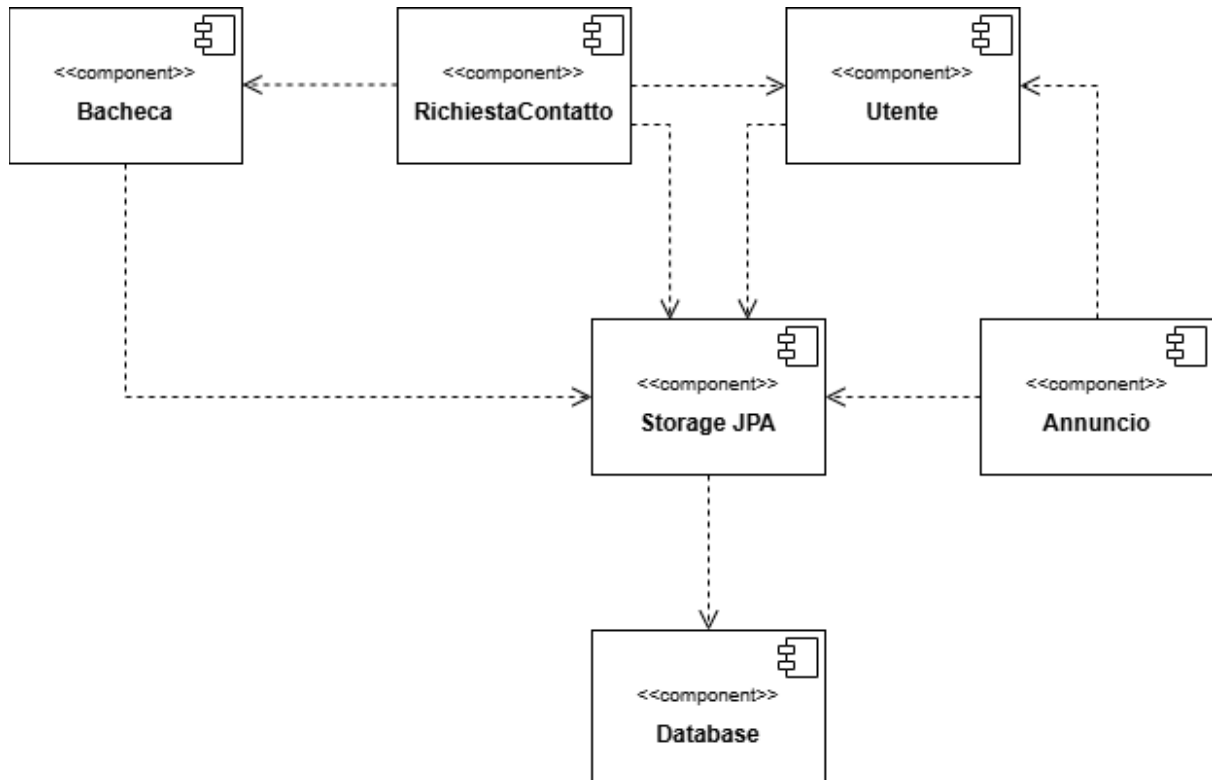 <<component>>
Bacheca
<<component>>
RichiestaContatto
<<component>>
Utente
<<component>>
Storage JPA
<<component>>
Annuncio
<<component>>
Database